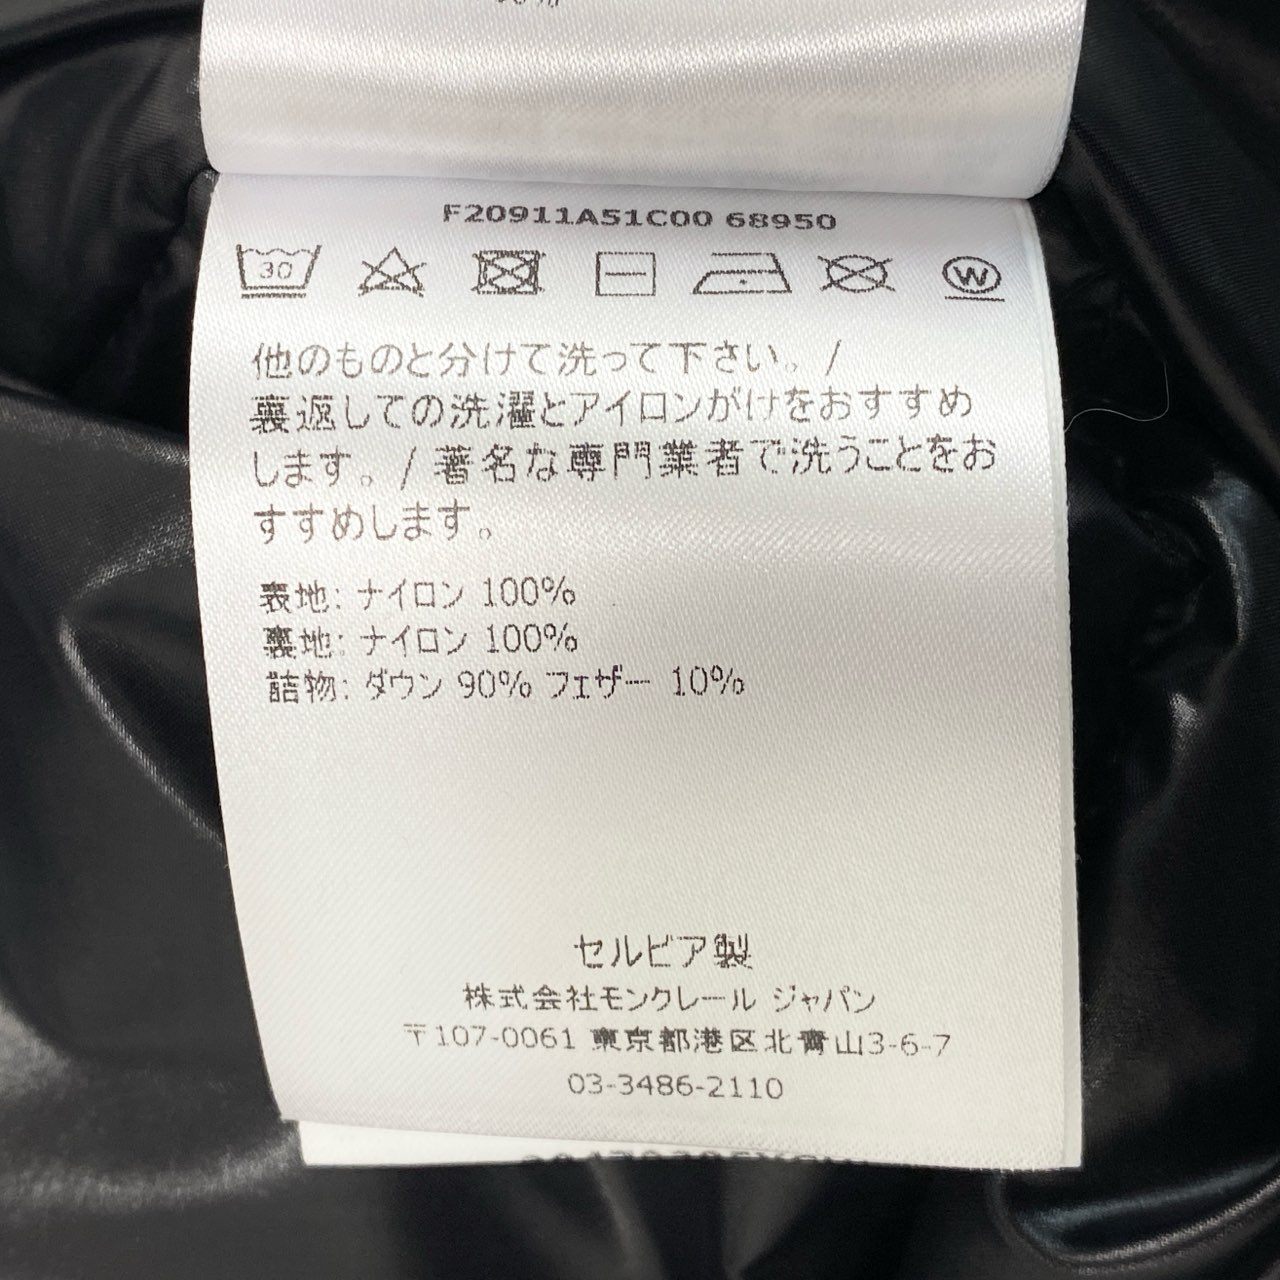 F20911A51C00 68950
30
W
他のものと分けて洗って下さい。/
裏返しての洗濯とアイロンがけをおすすめ
します。/ 著名な専門業者で洗うことをお
すすめします。
表地: ナイロン 100%
裏地: ナイロン 100%
詰物: ダウン 90% フェザー 10%
セルビア製
株式会社モンクレール ジャパン
〒107-0061 東京都港区北青山3-6-7
03-3486-2110